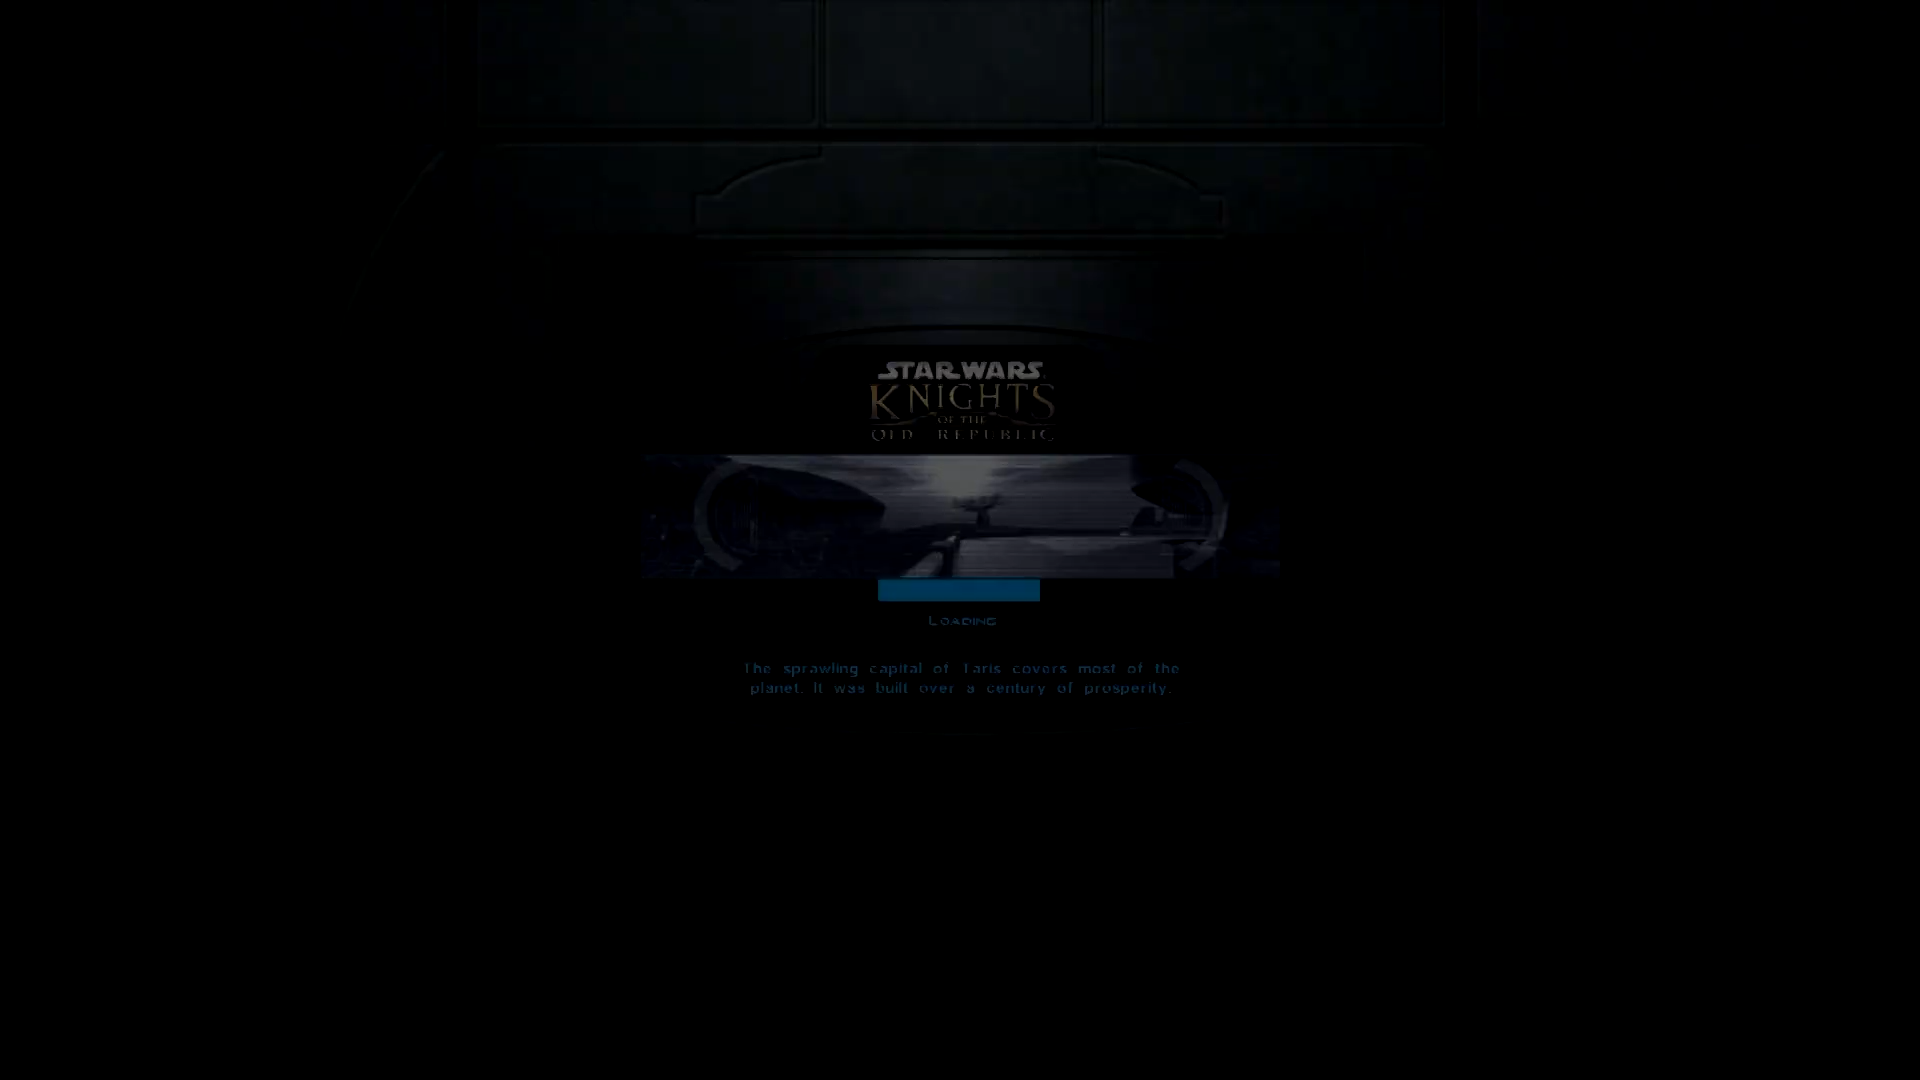 STAR WARS
KNIGHTS
OF THE
OLD REPUBLIC
LOADING
The sprawling capital of Taris covers most of the
planet. It was built over a century of prosperity.